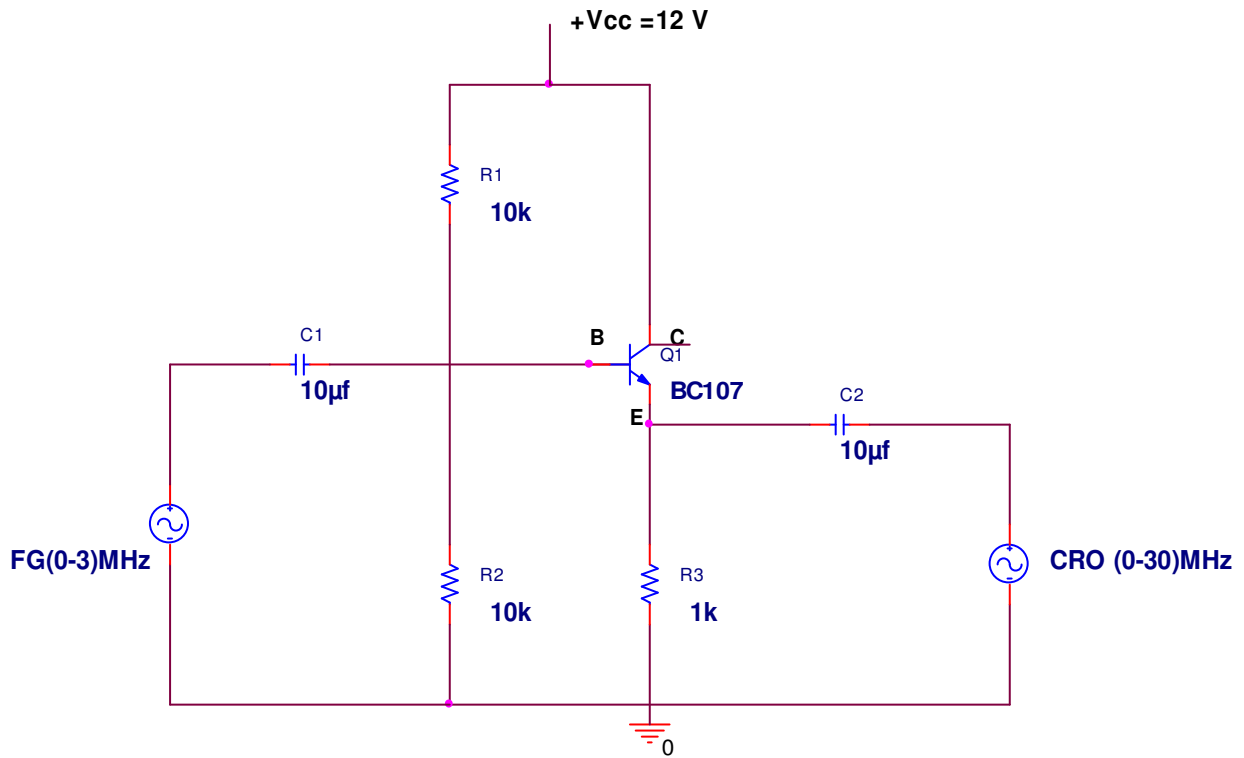 +Vcc =12 V
R1
10k
C1
10µf
B
C
Q1
BC107
E
C2
10µf
FG(0-3)MHz
CRO (0-30)MHz
R2
10k
R3
1k
0